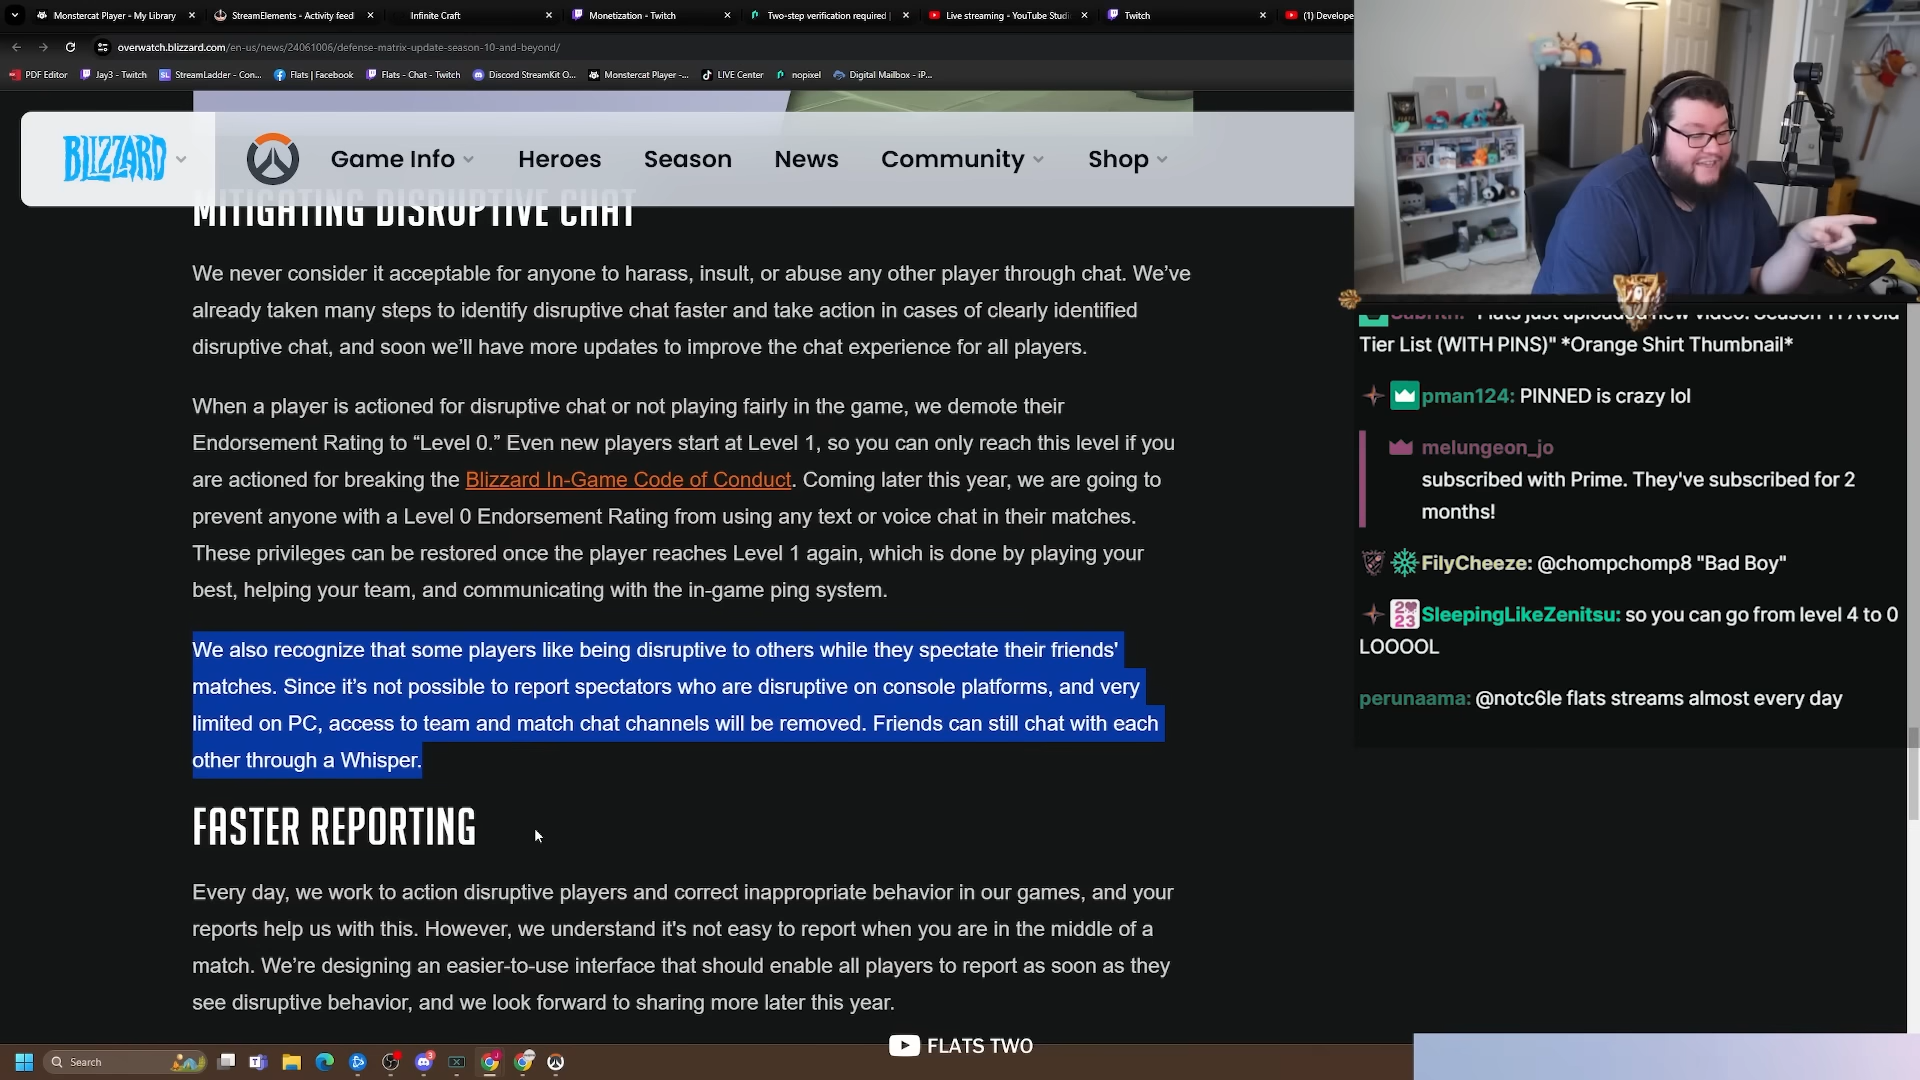 Monstercat Player - My Library
StreamElements - Activity feed
Infinite Craft
Monetization - Twitch
Two-step verification required |
Live streaming - YouTube Studi
Twitch
(1) Develope
overwatch.blizzard.com/en-us/news/24061006/defense-matrix-update-season-10-and-beyond/
PDF Editor
Jay3 - Twitch
StreamLadder - Con...
Flats | Facebook
Flats - Chat - Twitch
Discord StreamKit O...
Monstercat Player -...
LIVE Center
nopixel
Digital Mailbox - iP...
BLIZZARD
Game Info
Heroes
Season
News
Community
Shop
MITIGATING DISRUPTIVE CHAT
We never consider it acceptable for anyone to harass, insult, or abuse any other player through chat. We’ve
already taken many steps to identify disruptive chat faster and take action in cases of clearly identified
disruptive chat, and soon we’ll have more updates to improve the chat experience for all players.
When a player is actioned for disruptive chat or not playing fairly in the game, we demote their
Endorsement Rating to “Level 0.” Even new players start at Level 1, so you can only reach this level if you
are actioned for breaking the Blizzard In-Game Code of Conduct. Coming later this year, we are going to
prevent anyone with a Level 0 Endorsement Rating from using any text or voice chat in their matches.
These privileges can be restored once the player reaches Level 1 again, which is done by playing your
best, helping your team, and communicating with the in-game ping system.
We also recognize that some players like being disruptive to others while they spectate their friends'
matches. Since it’s not possible to report spectators who are disruptive on console platforms, and very
limited on PC, access to team and match chat channels will be removed. Friends can still chat with each
other through a Whisper.
FASTER REPORTING
Every day, we work to action disruptive players and correct inappropriate behavior in our games, and your
reports help us with this. However, we understand it's not easy to report when you are in the middle of a
match. We’re designing an easier-to-use interface that should enable all players to report as soon as they
see disruptive behavior, and we look forward to sharing more later this year.
"Flats just uploaded new video: Season 11 Avoid
Tier List (WITH PINS)" *Orange Shirt Thumbnail*
pman124: PINNED is crazy lol
melungeon_jo
subscribed with Prime. They've subscribed for 2
months!
FilyCheeze: @chompchomp8 "Bad Boy"
SleepingLikeZenitsu: so you can go from level 4 to 0
LOOOOL
perunaama: @notc6le flats streams almost every day
FLATS TWO
Search